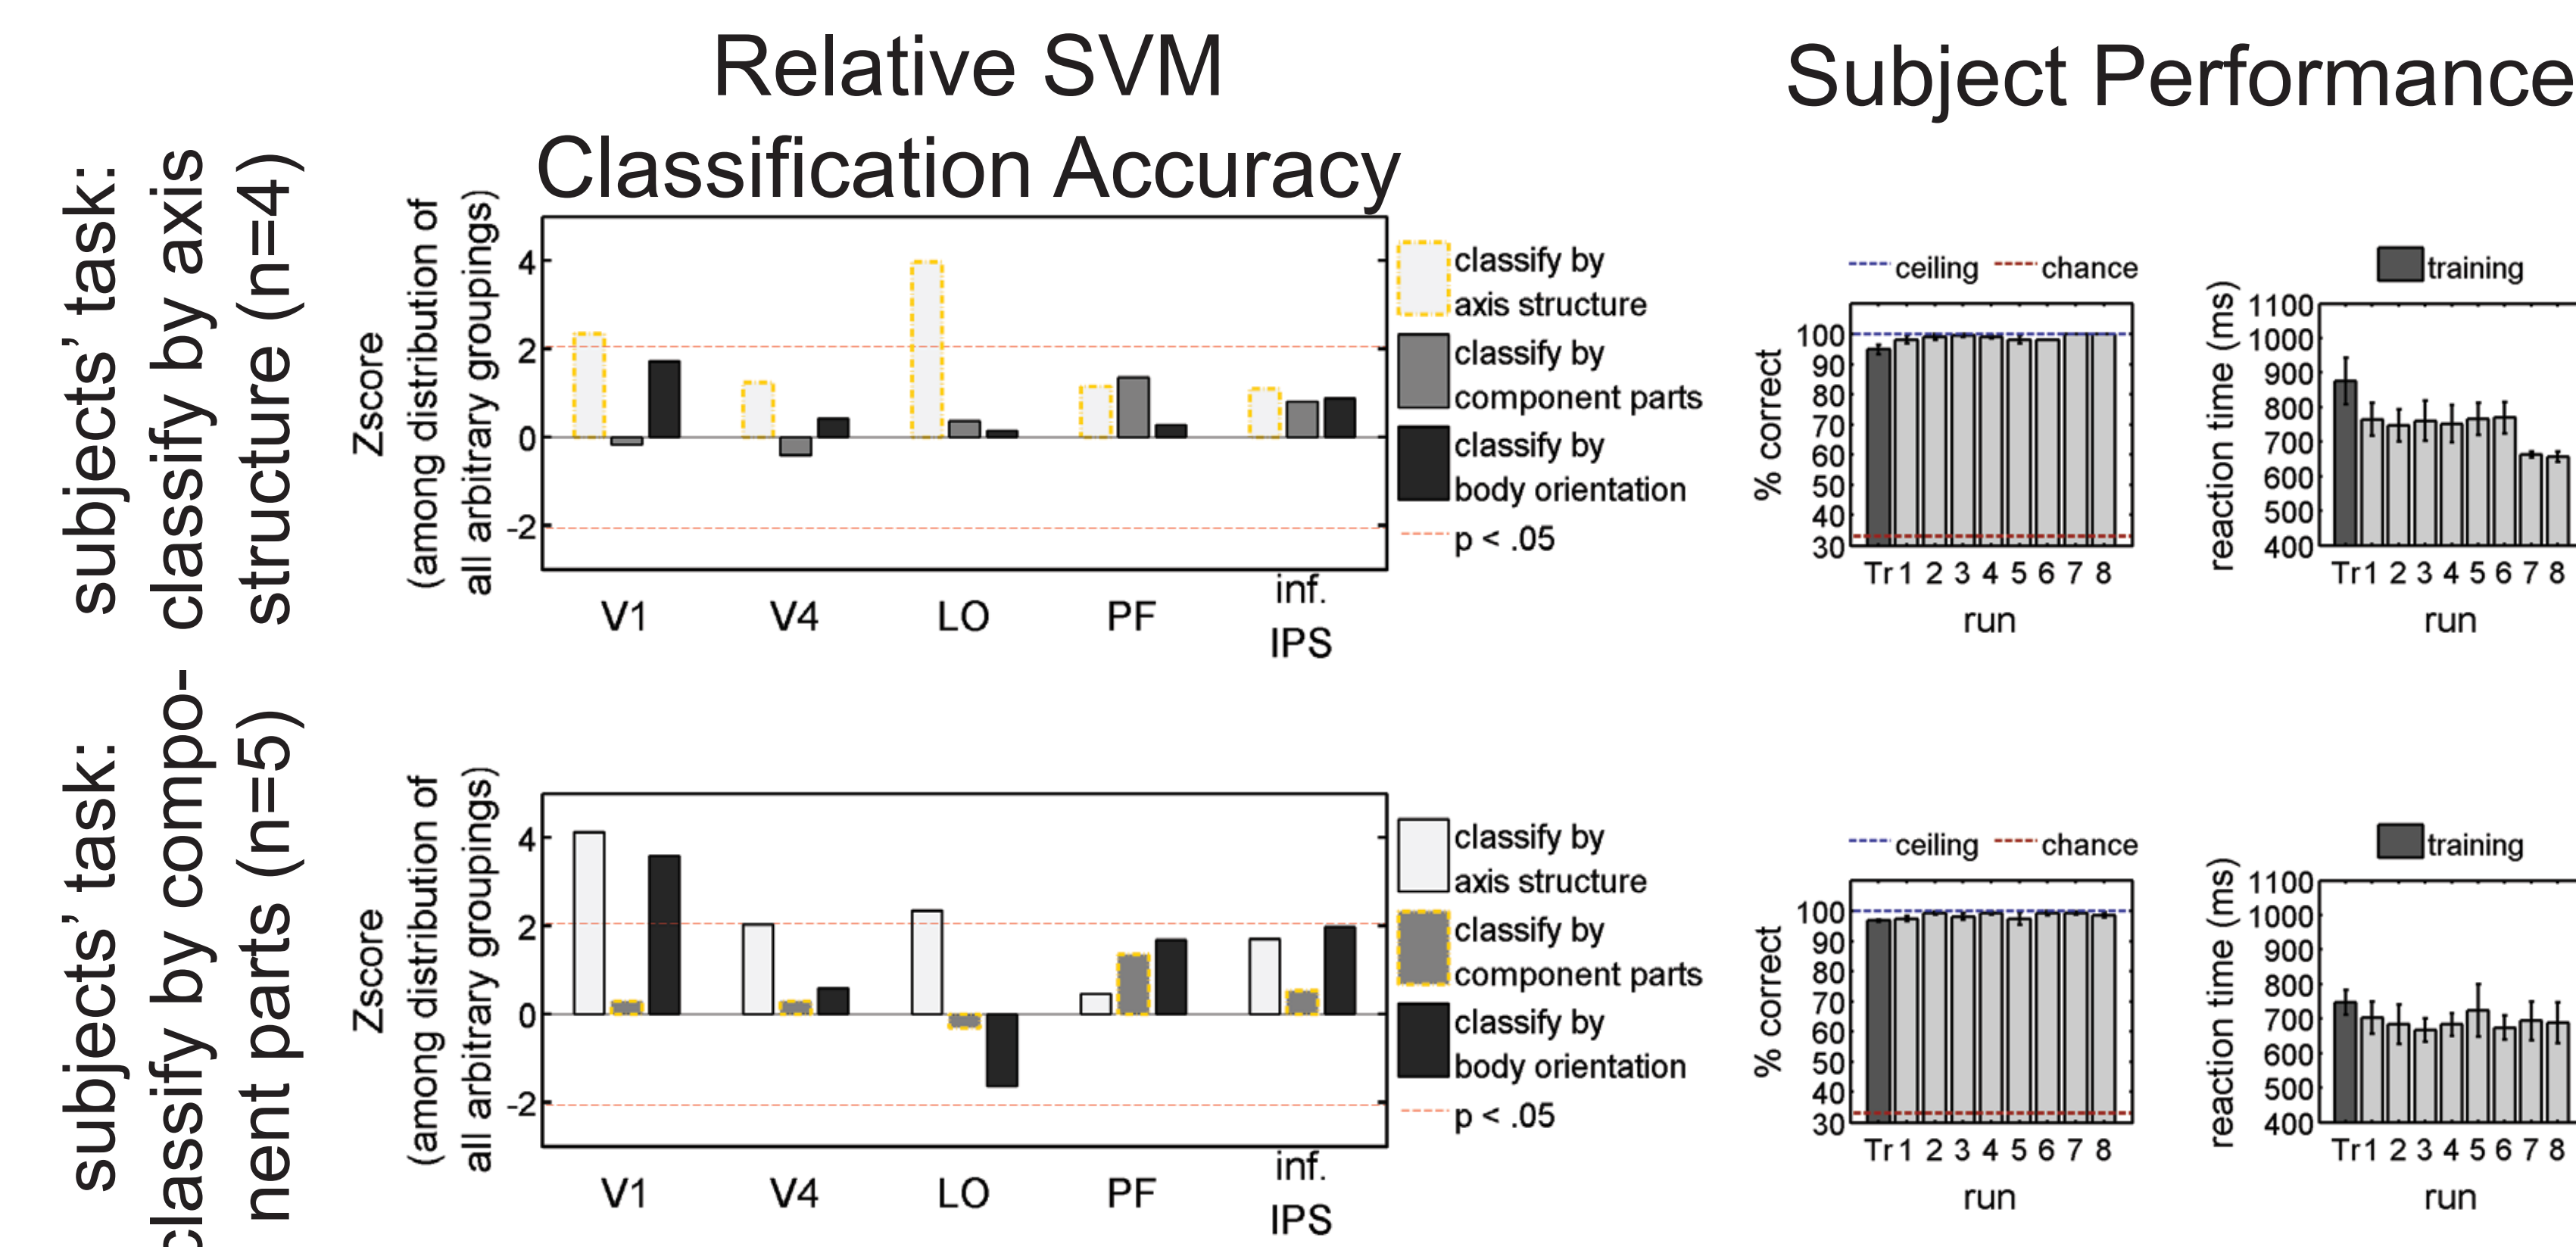 Relative SVM
Classification Accuracy
Subject Performance
subjects' task:
classify by axis
structure (n=4)
Zscore
(among distribution of
all arbitrary groupings)
4
2
0
-2
V1
V4
LO
PF
inf.
IPS
classify by
axis structure
classify by
component parts
classify by
body orientation
p < .05
ceiling
chance
% correct
100
90
80
70
60
50
40
30
Tr 1 2 3 4 5 6 7 8
run
training
reaction time (ms)
1100
1000
900
800
700
600
500
400
Tr 1 2 3 4 5 6 7 8
run
subjects' task:
classify by compo-
nent parts (n=5)
Zscore
(among distribution of
all arbitrary groupings)
4
2
0
-2
V1
V4
LO
PF
inf.
IPS
classify by
axis structure
classify by
component parts
classify by
body orientation
p < .05
ceiling
chance
% correct
100
90
80
70
60
50
40
30
Tr 1 2 3 4 5 6 7 8
run
training
reaction time (ms)
1100
1000
900
800
700
600
500
400
Tr 1 2 3 4 5 6 7 8
run